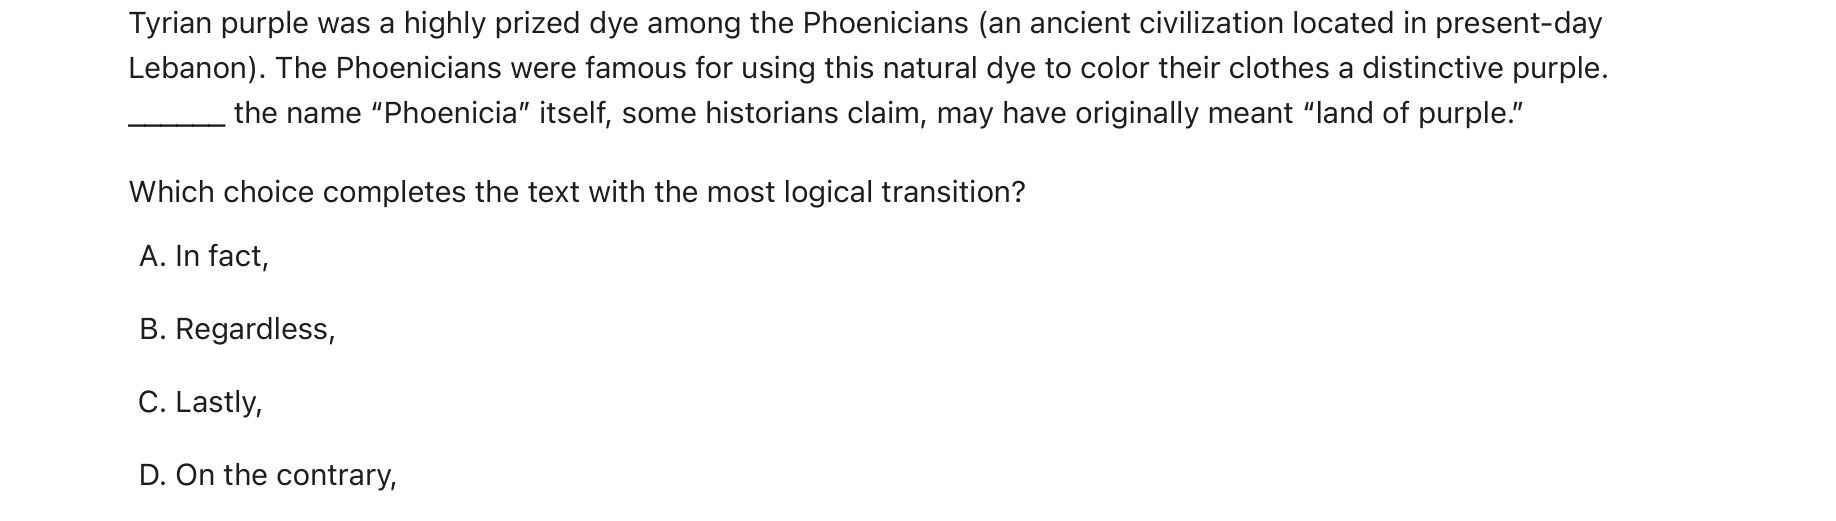 Tyrian purple was a highly prized dye among the Phoenicians (an ancient civilization located in present-day
Lebanon). The Phoenicians were famous for using this natural dye to color their clothes a distinctive purple.
______ the name “Phoenicia” itself, some historians claim, may have originally meant “land of purple.”
Which choice completes the text with the most logical transition?
A. In fact,
B. Regardless,
C. Lastly,
D. On the contrary,